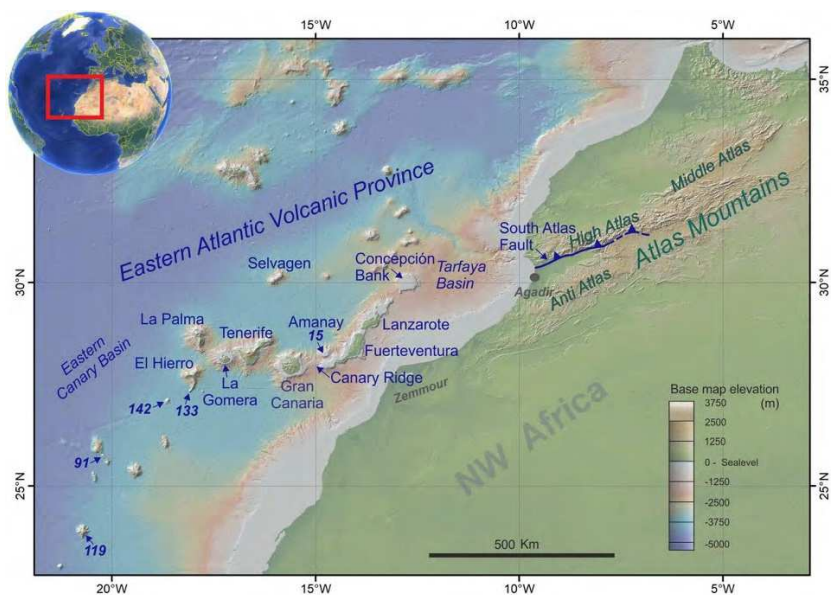 15°W
10°W
5°W
35°N
Middle Atlas
Eastern Atlantic Volcanic Province
Atlas Mountains
High Atlas
South Atlas
Fault
Concepción
Bank
Tarfaya
Basin
Selvagen
30°N
30°N
Agadir
Anti Atlas
La Palma
Tenerife
Amanay
15
Lanzarote
Eastern
Canary Basin
El Hierro
Fuerteventura
La
Gomera
Gran
Canaria
Canary Ridge
Zemmour
142
133
NW Africa
Base map elevation
(m)
3750
2500
1250
0 - Sealevel
-1250
-2500
-3750
-5000
91
25°N
25°N
119
500 Km
20°W
15°W
10°W
5°W